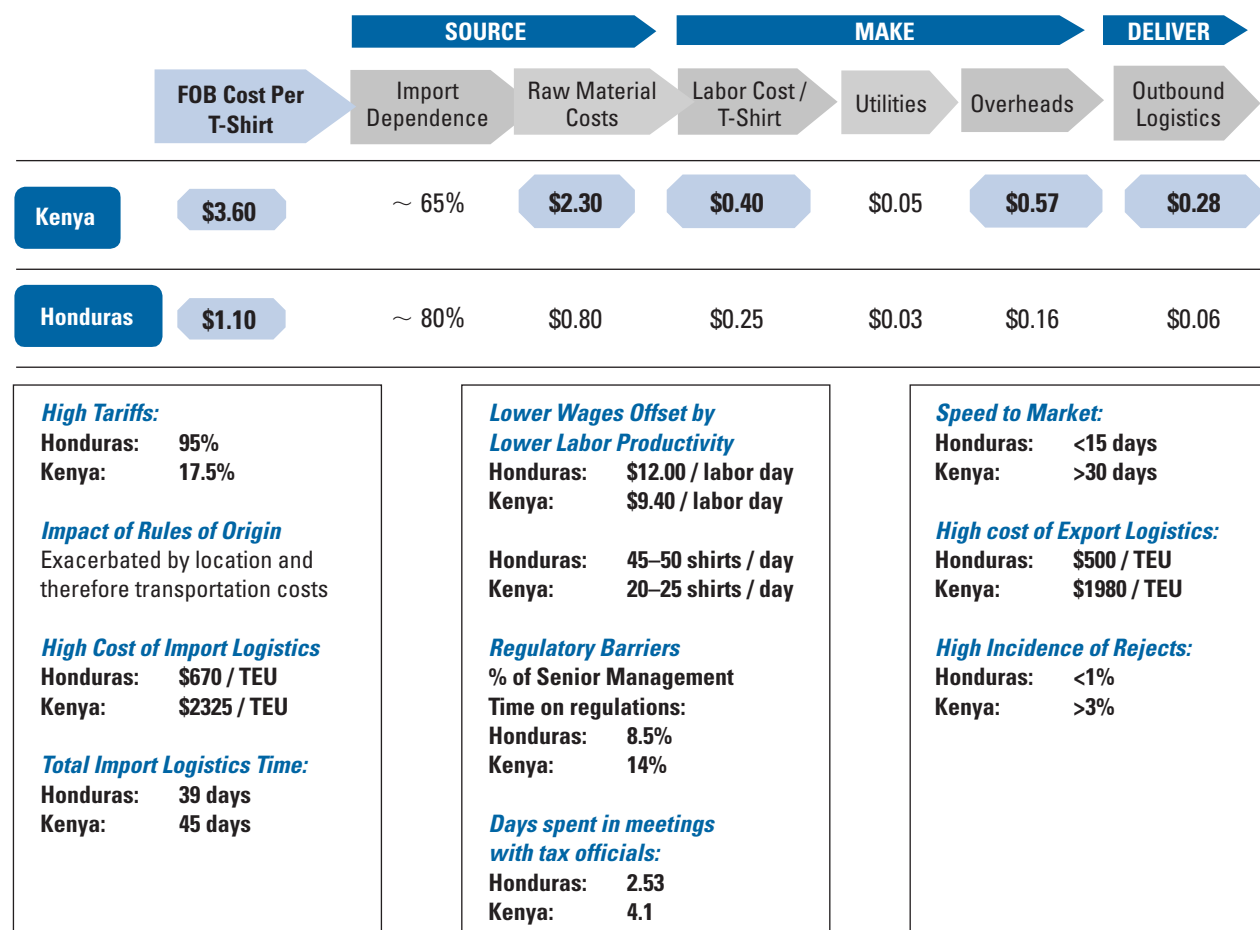 SOURCE MAKE DELIVER
FOB Cost Per
T-Shirt
Import
Dependence
Raw Material
Costs
Labor Cost /
T-Shirt
Utilities
Overheads
Outbound
Logistics
Kenya $3.60 ~ 65% $2.30 $0.40 $0.05 $0.57 $0.28
Honduras $1.10 ~ 80% $0.80 $0.25 $0.03 $0.16 $0.06
High Tariffs:
Honduras: 95%
Kenya: 17.5%
Impact of Rules of Origin
Exacerbated by location and
therefore transportation costs
High Cost of Import Logistics
Honduras: $670 / TEU
Kenya: $2325 / TEU
Total Import Logistics Time:
Honduras: 39 days
Kenya: 45 days
Lower Wages Offset by
Lower Labor Productivity
Honduras: $12.00 / labor day
Kenya: $9.40 / labor day
Honduras: 45–50 shirts / day
Kenya: 20–25 shirts / day
Regulatory Barriers
% of Senior Management
Time on regulations:
Honduras: 8.5%
Kenya: 14%
Days spent in meetings
with tax officials:
Honduras: 2.53
Kenya: 4.1
Speed to Market:
Honduras: <15 days
Kenya: >30 days
High cost of Export Logistics:
Honduras: $500 / TEU
Kenya: $1980 / TEU
High Incidence of Rejects:
Honduras: <1%
Kenya: >3%